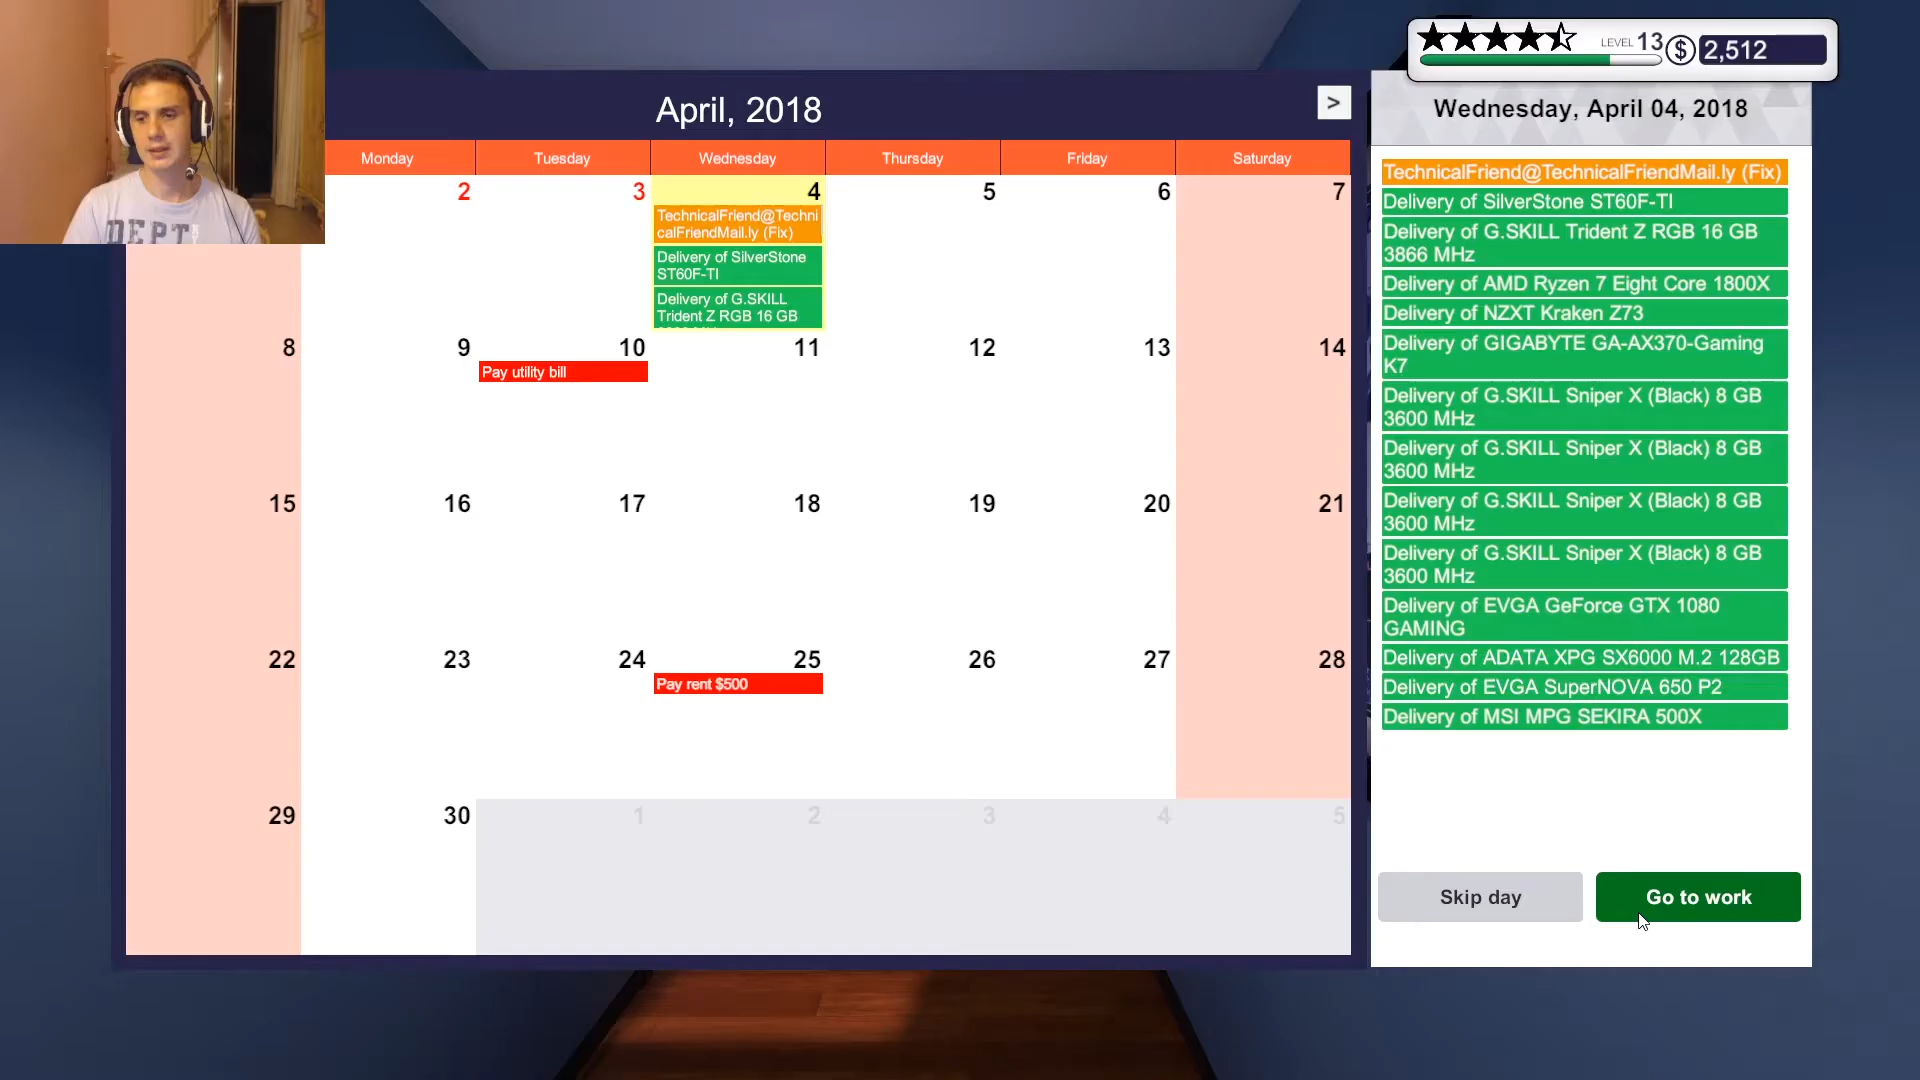 LEVEL 13
$ 2,512
April, 2018
>
Wednesday, April 04, 2018
Monday
Tuesday
Wednesday
Thursday
Friday
Saturday
2
3
4
5
6
7
TechnicalFriend@Techni
calFriendMail.ly (Fix)
Delivery of SilverStone
ST60F-TI
Delivery of G.SKILL
Trident Z RGB 16 GB
8
9
10
11
12
13
14
Pay utility bill
15
16
17
18
19
20
21
22
23
24
25
26
27
28
Pay rent $500
29
30
1
2
3
4
5
TechnicalFriend@TechnicalFriendMail.ly (Fix)
Delivery of SilverStone ST60F-TI
Delivery of G.SKILL Trident Z RGB 16 GB
3866 MHz
Delivery of AMD Ryzen 7 Eight Core 1800X
Delivery of NZXT Kraken Z73
Delivery of GIGABYTE GA-AX370-Gaming
K7
Delivery of G.SKILL Sniper X (Black) 8 GB
3600 MHz
Delivery of G.SKILL Sniper X (Black) 8 GB
3600 MHz
Delivery of G.SKILL Sniper X (Black) 8 GB
3600 MHz
Delivery of G.SKILL Sniper X (Black) 8 GB
3600 MHz
Delivery of EVGA GeForce GTX 1080
GAMING
Delivery of ADATA XPG SX6000 M.2 128GB
Delivery of EVGA SuperNOVA 650 P2
Delivery of MSI MPG SEKIRA 500X
Skip day
Go to work
DEPT